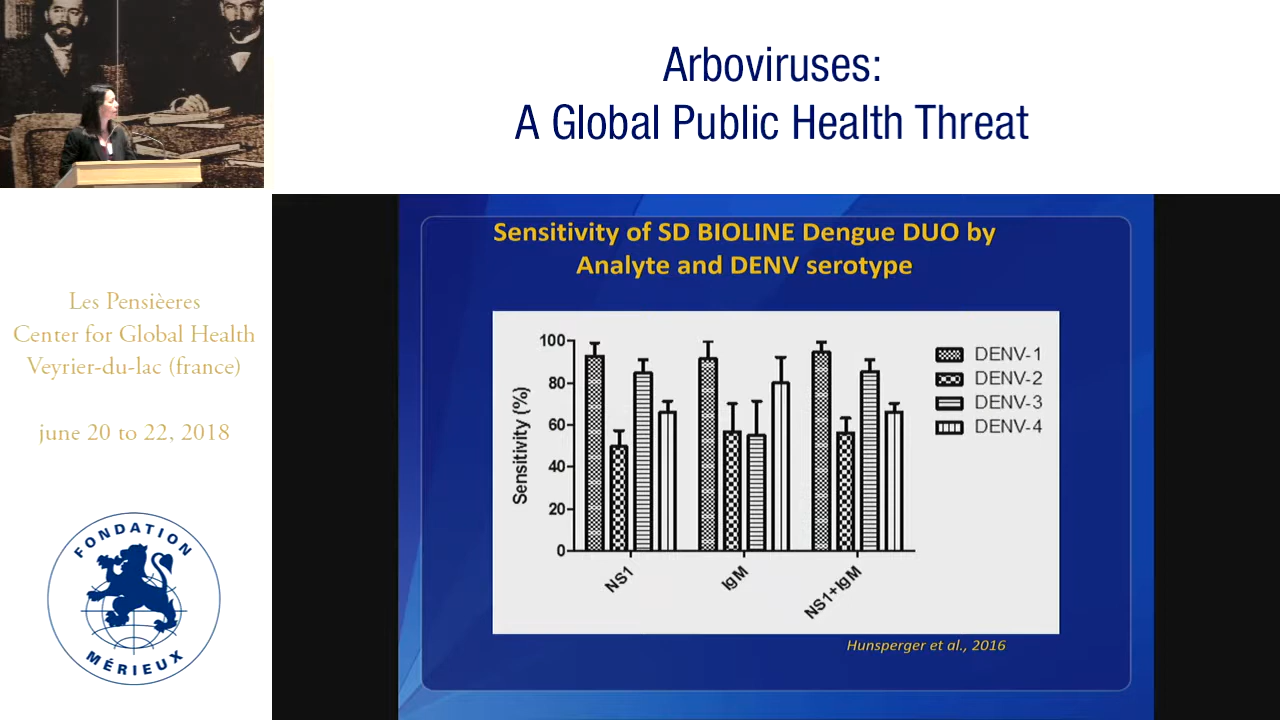 Arboviruses:
A Global Public Health Threat
Les Pensièeres
Center for Global Health
Veyrier-du-lac (france)
june 20 to 22, 2018
FONDATION
MÉRIEUX
Sensitivity of SD BIOLINE Dengue DUO by
Analyte and DENV serotype
Sensitivity (%)
100
80
60
40
20
0
NS1
IgM
NS1+IgM
DENV-1
DENV-2
DENV-3
DENV-4
Hunsperger et al., 2016